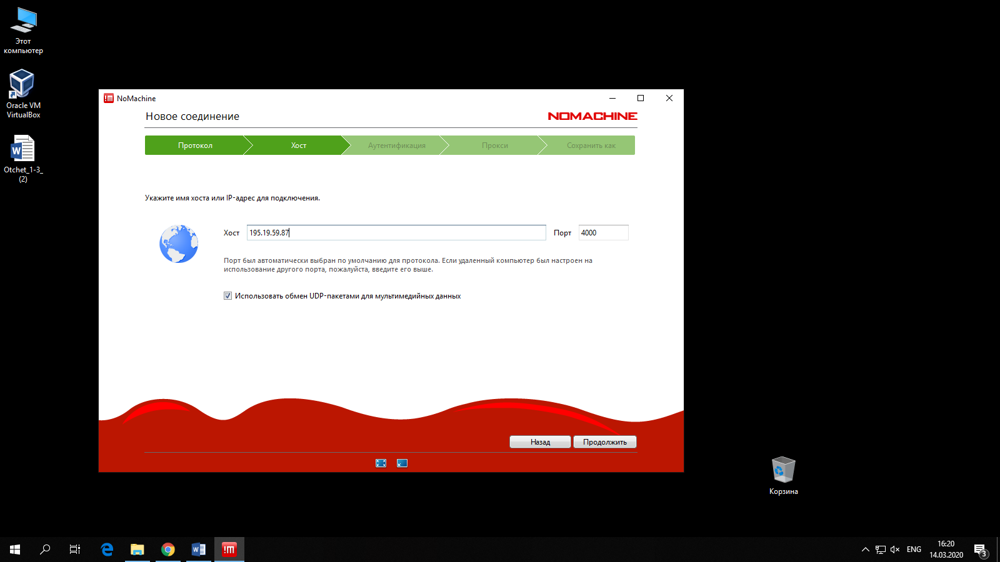 Этот
компьютер
Oracle VM
VirtualBox
Otchet_1-3_
(2)
!m NoMachine
Новое соединение
NOMACHINE
Протокол
Хост
Аутентификация
Прокси
Сохранить как
Укажите имя хоста или IP-адрес для подключения.
Хост 195.19.59.87 Порт 4000
Порт был автоматически выбран по умолчанию для протокола. Если удаленный компьютер был настроен на
использование другого порта, пожалуйста, введите его выше.
Использовать обмен UDP-пакетами для мультимедийных данных
Назад
Продолжить
Корзина
!m
ENG
16:20
14.03.2020
3